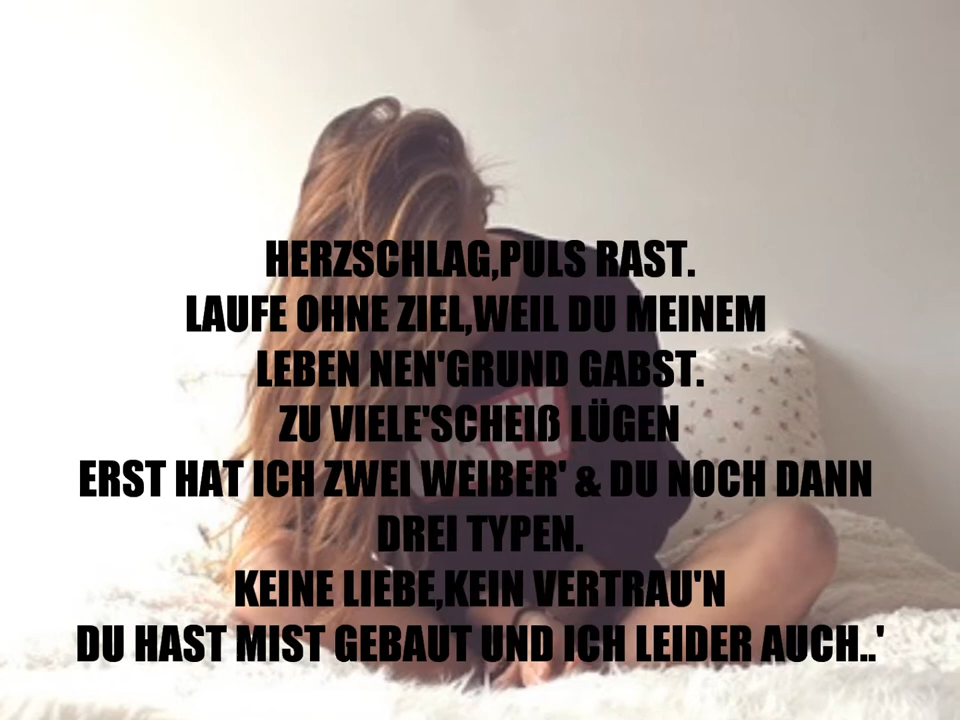 HERZSCHLAG,PULS RAST.
LAUFE OHNE ZIEL,WEIL DU MEINEM
LEBEN NEN'GRUND GABST.
ZU VIELE'SCHEIß LÜGEN
ERST HAT ICH ZWEI WEIBER' & DU NOCH DANN
DREI TYPEN.
KEINE LIEBE,KEIN VERTRAU'N
DU HAST MIST GEBAUT UND ICH LEIDER AUCH..'